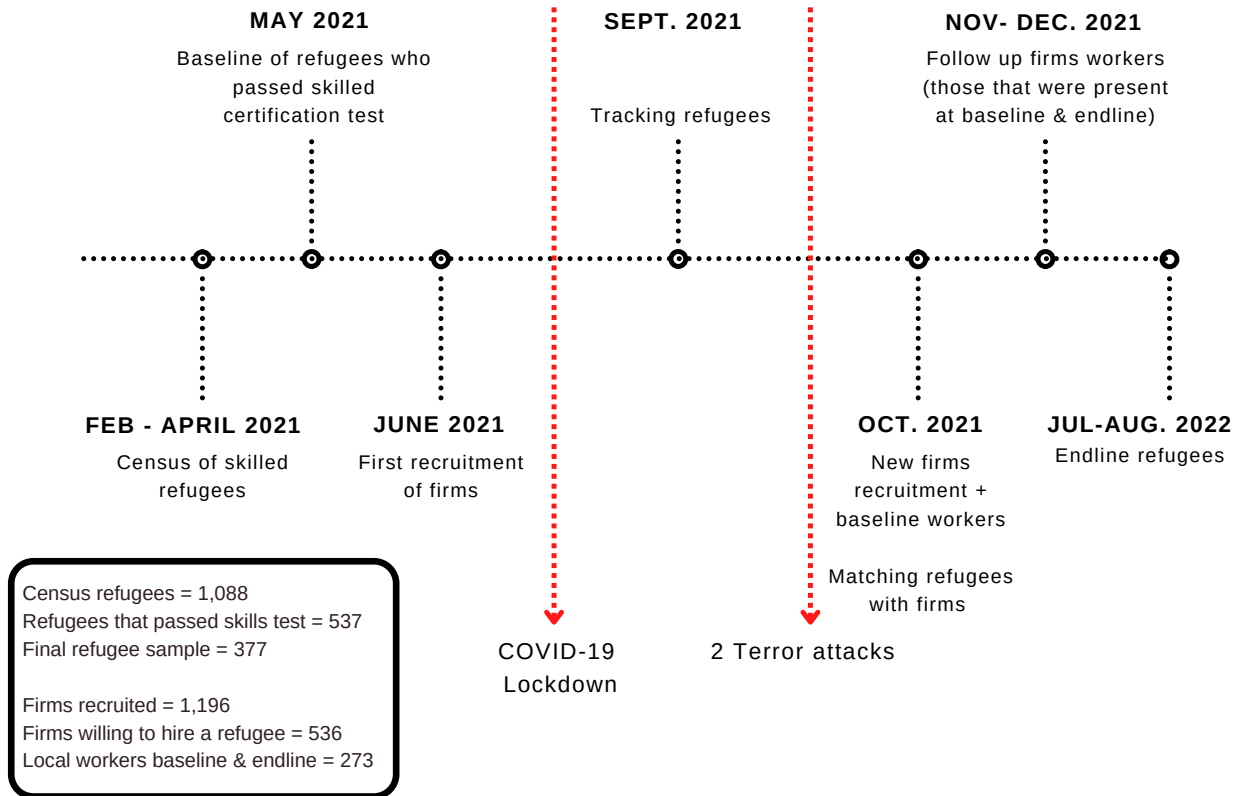 MAY 2021
Baseline of refugees who
passed skilled
certification test
SEPT. 2021
Tracking refugees
NOV- DEC. 2021
Follow up firms workers
(those that were present
at baseline & endline)
FEB - APRIL 2021
Census of skilled
refugees
JUNE 2021
First recruitment
of firms
OCT. 2021
New firms
recruitment +
baseline workers
Matching refugees
with firms
JUL-AUG. 2022
Endline refugees
COVID-19
Lockdown
2 Terror attacks
Census refugees = 1,088
Refugees that passed skills test = 537
Final refugee sample = 377
Firms recruited = 1,196
Firms willing to hire a refugee = 536
Local workers baseline & endline = 273